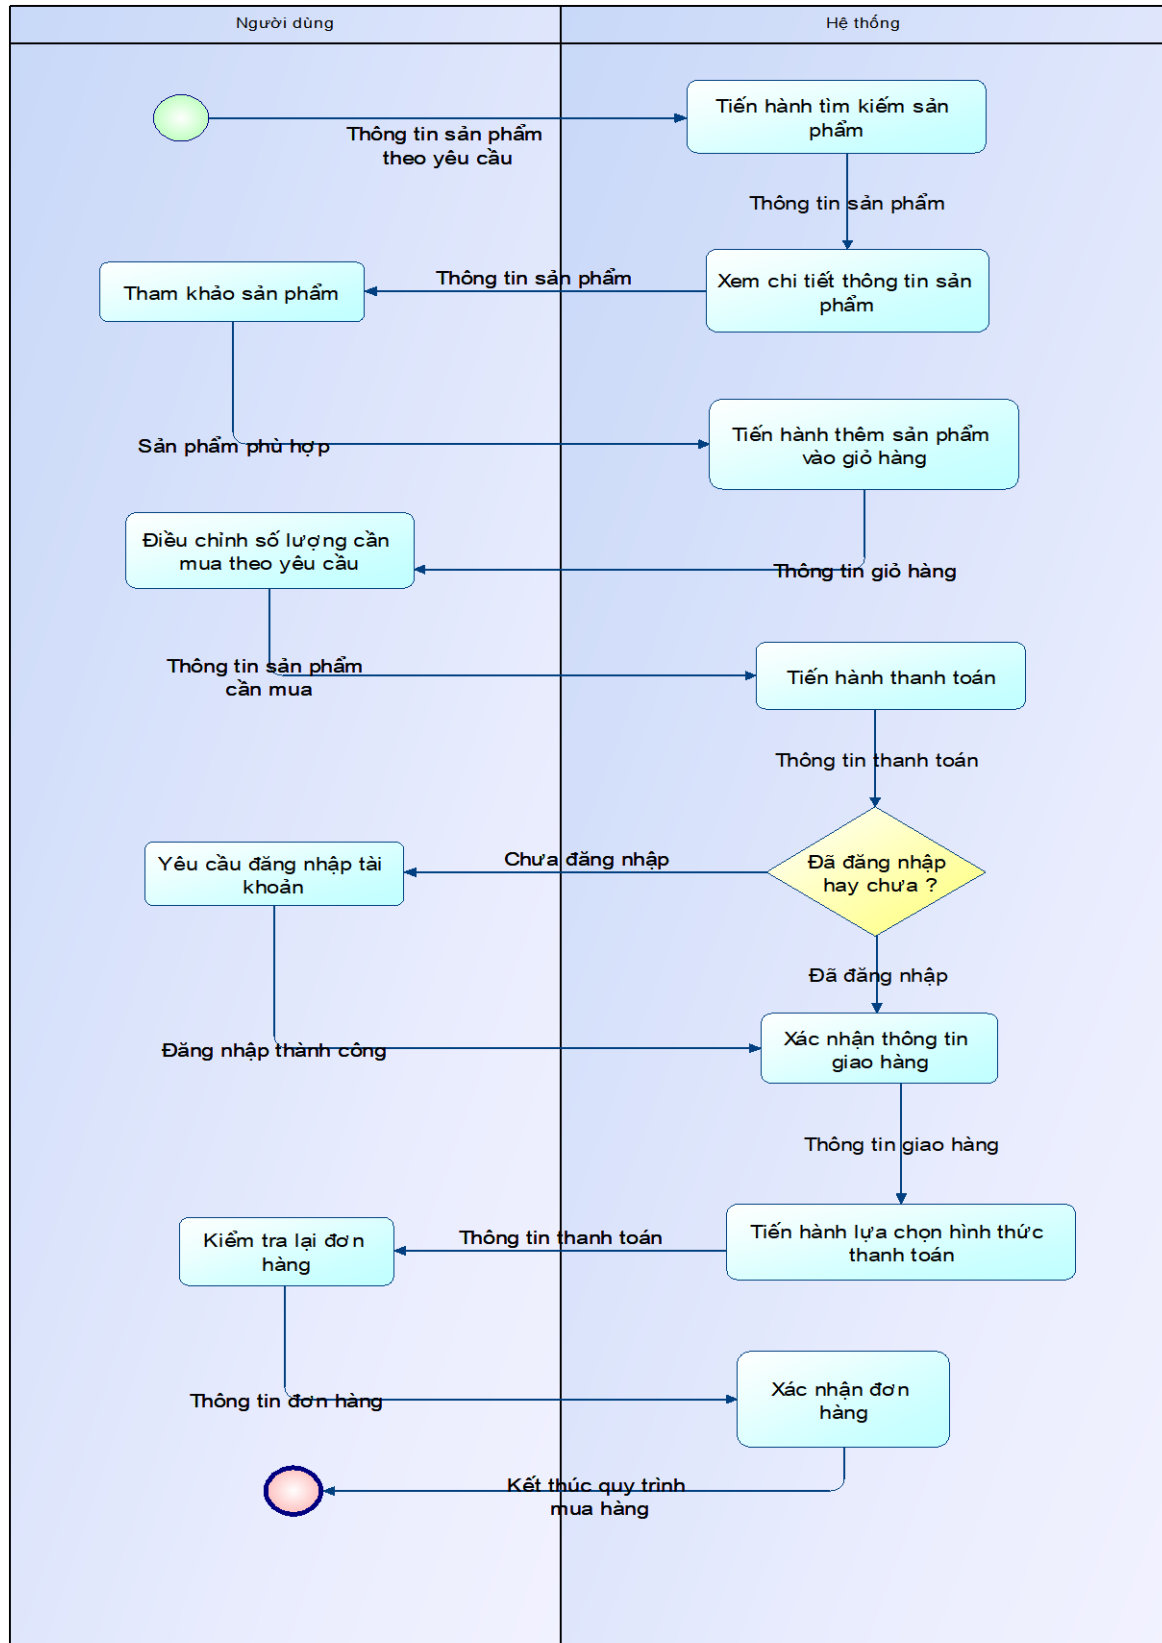 Người dùng
Hệ thống
Tiến hành tìm kiếm sản
phẩm
Thông tin sản phẩm
theo yêu cầu
Thông tin sản phẩm
Tham khảo sản phẩm
Thông tin sản phẩm
Xem chi tiết thông tin sản
phẩm
Sản phẩm phù hợp
Tiến hành thêm sản phẩm
vào giỏ hàng
Điều chỉnh số lượng cần
mua theo yêu cầu
Thông tin giỏ hàng
Thông tin sản phẩm
cần mua
Tiến hành thanh toán
Thông tin thanh toán
Yêu cầu đăng nhập tài
khoản
Chưa đăng nhập
Đã đăng nhập
hay chưa ?
Đã đăng nhập
Đăng nhập thành công
Xác nhận thông tin
giao hàng
Thông tin giao hàng
Kiểm tra lại đơn
hàng
Thông tin thanh toán
Tiến hành lựa chọn hình thức
thanh toán
Thông tin đơn hàng
Xác nhận đơn
hàng
Kết thúc quy trình
mua hàng